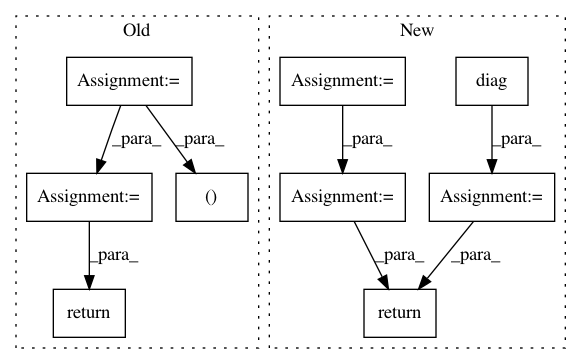 Old
New
Assignment:=
Assignment:=
diag
_para_
_para_
_para_
_para_
Assignment:=
()
Assignment:=
Assignment:=
_para_
_para_
_para_
return
return